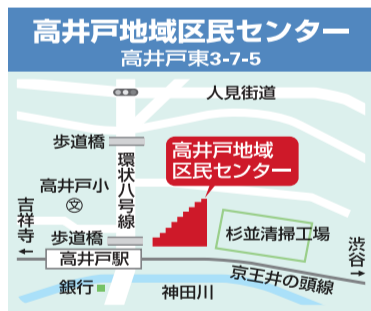 高井戸地域区民センター
高井戸東3-7-5
人見街道
歩道橋
環状八号線
高井戸地域
区民センター
高井戸小
文
吉祥寺
歩道橋
杉並清掃工場
渋谷
高井戸駅
京王井の頭線
銀行
神田川